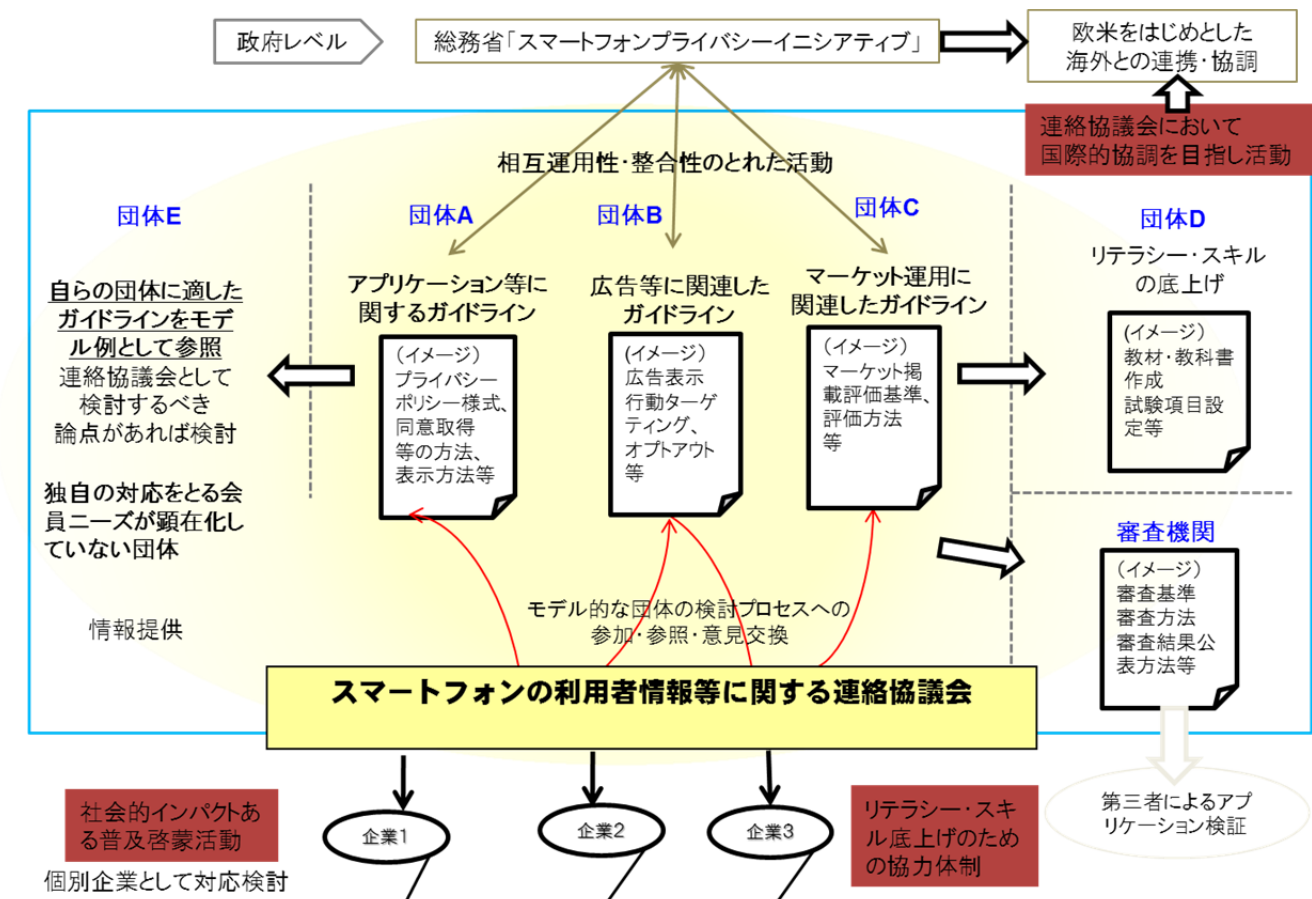 政府レベル
総務省「スマートフォンプライバシーイニシアティブ」
欧米をはじめとした
海外との連携・協調
連絡協議会において
国際的協調を目指し活動
相互運用性・整合性のとれた活動
団体E
自らの団体に適した
ガイドラインをモデ
ル例として参照
連絡協議会として
検討するべき
論点があれば検討
独自の対応をとる会
員ニーズが顕在化し
ていない団体
情報提供
団体A
アプリケーション等に
関するガイドライン
（イメージ）
プライバシー
ポリシー様式、
同意取得
等の方法、
表示方法等
団体B
広告等に関連した
ガイドライン
(イメージ)
広告表示
行動ターゲ
ティング、
オプトアウト
等
団体C
マーケット運用に
関連したガイドライン
（イメージ）
マーケット掲
載評価基準、
評価方法
等
団体D
リテラシー・スキル
の底上げ
(イメージ)
教材・教科書
作成
試験項目設
定等
審査機関
（イメージ）
審査基準
審査方法
審査結果公
表方法等
モデル的な団体の検討プロセスへの
参加・参照・意見交換
スマートフォンの利用者情報等に関する連絡協議会
社会的インパクトあ
る普及啓蒙活動
個別企業として対応検討
企業1
企業2
企業3
リテラシー・スキ
ル底上げのため
の協力体制
第三者によるアプ
リケーション検証